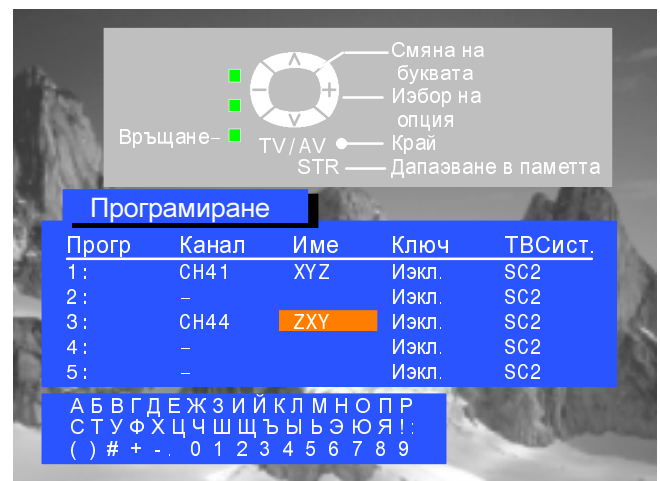 Смяна на
буквата
Иэбор на
опция
Връщане–
TV/AV
Край
STR
Дапаэване в паметта
Програмиране
Прогр Канал Име Ключ ТВСист.
1: CH41 XYZ Иэкл. SC2
2: – Иэкл. SC2
3: CH44 ZXY Иэкл. SC2
4: – Иэкл. SC2
5: – Иэкл. SC2
А Б В Г Д Е Ж З И Й К Л М Н О П Р
С Т У Ф Х Ц Ч Ш Щ Ъ Ы Ь Э Ю Я ! :
( ) # + - . 0 1 2 3 4 5 6 7 8 9